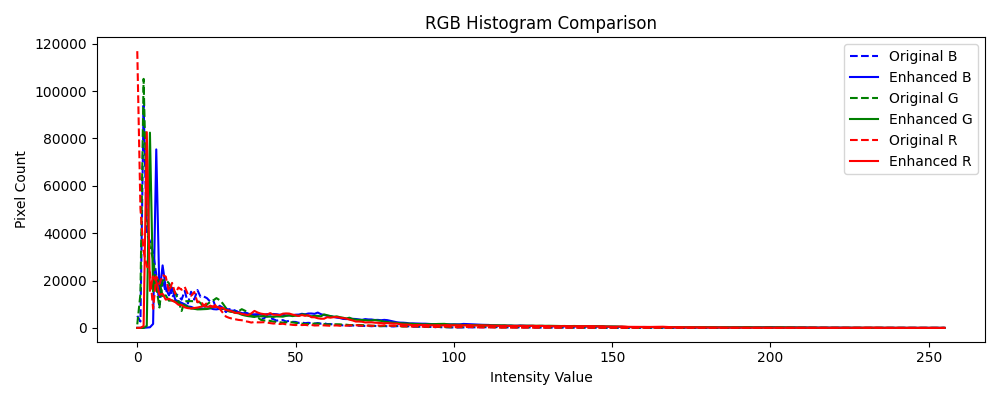 RGB Histogram Comparison
120000
100000
80000
60000
40000
20000
0
Pixel Count
Original B
Enhanced B
Original G
Enhanced G
Original R
Enhanced R
0 50 100 150 200 250
Intensity Value